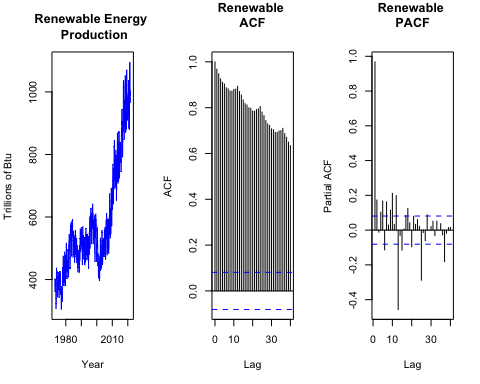 Renewable Energy
Production
Trillions of Btu
400 600 800 1000
1980 2010
Year
Renewable
ACF
ACF
0.0 0.2 0.4 0.6 0.8 1.0
0 10 30
Lag
Renewable
PACF
Partial ACF
-0.4 -0.2 0.0 0.2 0.4 0.6 0.8 1.0
0 10 30
Lag